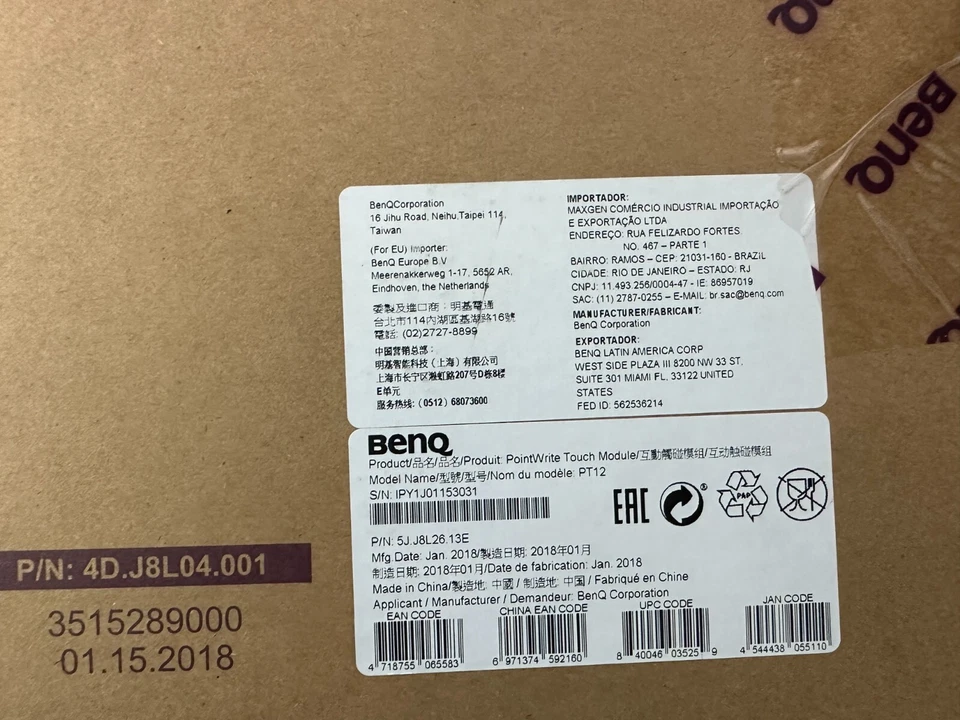 BenQ
BenQ
BenQCorporation
16 Jihu Road, Neihu,Taipei 114,
Taiwan
(For EU) Importer:
BenQ Europe B.V
Meerenakkerweg 1-17, 5652 AR,
Eindhoven, the Netherlands
委製及進口商：明基電通
台北市114內湖區基湖路16號
電話: (02)2727-8899
中国营销总部：
明基智能科技（上海）有限公司
上海市长宁区淞虹路207号D栋8楼
E单元
服务热线: (0512) 68073600
IMPORTADOR:
MAXGEN COMÉRCIO INDUSTRIAL IMPORTAÇÃO
E EXPORTAÇÃO LTDA
ENDEREÇO: RUA FELIZARDO FORTES
NO. 467 – PARTE 1
BAIRRO: RAMOS – CEP: 21031-160 - BRAZIL
CIDADE: RIO DE JANEIRO – ESTADO: RJ
CNPJ: 11.493.256/0004-47 - IE: 86957019
SAC: (11) 2787-0255 – E-MAIL: br.sac@benq.com
MANUFACTURER/FABRICANT:
BenQ Corporation
EXPORTADOR:
BENQ LATIN AMERICA CORP
WEST SIDE PLAZA III 8200 NW 33 ST,
SUITE 301 MIAMI FL, 33122 UNITED
STATES
FED ID: 562536214
BenQ
Product/品名/品名/Produit: PointWrite Touch Module/互動觸碰模組/互动触碰模组
Model Name/型號/型号/Nom du modèle: PT12
S/N: IPY1J01153031
EAC
®
PAP
P/N: 5J.J8L26.13E
Mfg.Date: Jan. 2018/製造日期: 2018年01月
制造日期: 2018年01月/Date de fabrication: Jan. 2018
Made in China/製造地: 中國 / 制造地: 中国 / Fabriqué en Chine
Applicant / Manufacturer / Demandeur: BenQ Corporation
EAN CODE
CHINA EAN CODE
UPC CODE
JAN CODE
4 718755 065583
6 971374 592160
8 40046 03525 9
4 544438 055110
P/N: 4D.J8L04.001
3515289000
01.15.2018